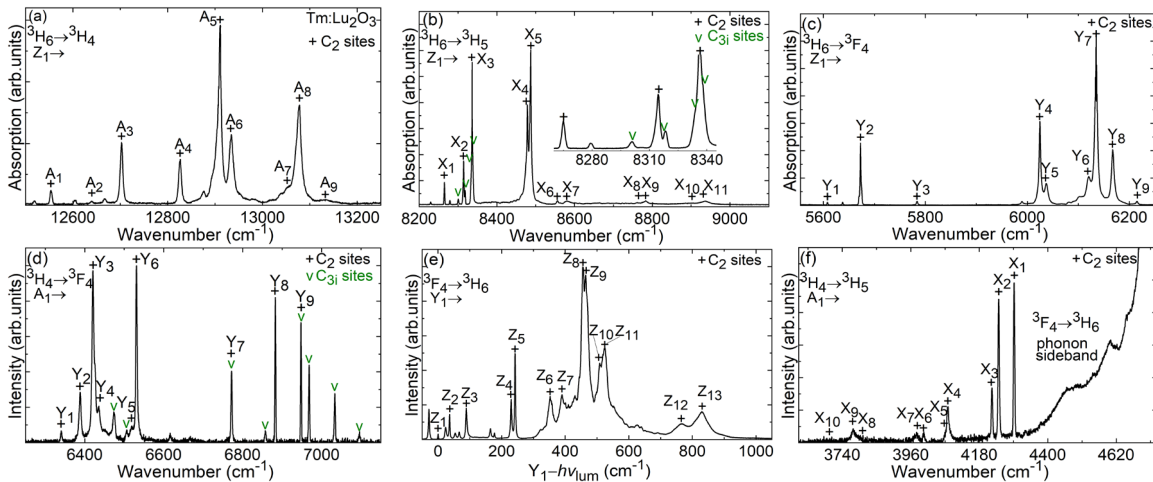 (a)
Tm:Lu₂O₃
³H₆→³H₄
+ C₂ sites
Z₁→
A₁
A₂
A₃
A₄
A₅
A₆
A₇
A₈
A₉
Absorption (arb.units)
12600 12800 13000 13200
Wavenumber (cm⁻¹)
(b)
+ C₂ sites
³H₆→³H₅
v C₃ᵢ sites
Z₁→
X₁
X₂
X₃
X₄
X₅
X₆
X₇
X₈
X₉
X₁₀
X₁₁
v
v
v
v
v
v
v
v
8280 8315 8340
Absorption (arb.units)
8200 8400 8600 8800 9000
Wavenumber (cm⁻¹)
(c)
+ C₂ sites
³H₆→³F₄
Z₁→
Y₁
Y₂
Y₃
Y₄
Y₅
Y₆
Y₇
Y₈
Y₉
Absorption (arb.units)
5600 5800 6000 6200
Wavenumber (cm⁻¹)
(d)
+ C₂ sites
³H₄→³F₄
v C₃ᵢ sites
A₁→
Y₁
Y₂
Y₃
Y₄
Y₅
Y₆
Y₇
Y₈
Y₉
v
v
v
v
v
v
v
v
Intensity (arb.units)
6400 6600 6800 7000
Wavenumber (cm⁻¹)
(e)
+ C₂ sites
³F₄→³H₆
Y₁→
Z₁
Z₂
Z₃
Z₄
Z₅
Z₆
Z₇
Z₈
Z₉
Z₁₀
Z₁₁
Z₁₂
Z₁₃
Intensity (arb.units)
0 200 400 600 800 1000
Y₁−hνlum (cm⁻¹)
(f)
+ C₂ sites
³H₄→³H₅
A₁→
X₁
X₂
X₃
X₄
X₅
X₆
X₇
X₈
X₉
X₁₀
³F₄→³H₆
phonon
sideband
Intensity (arb.units)
3740 3960 4180 4400 4620
Wavenumber (cm⁻¹)